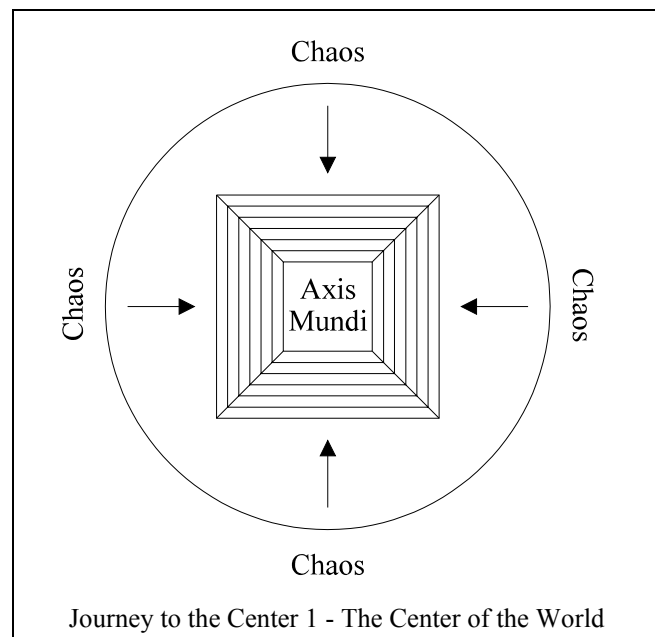 Chaos
Chaos
Axis
Mundi
Chaos
Chaos
Journey to the Center 1 - The Center of the World